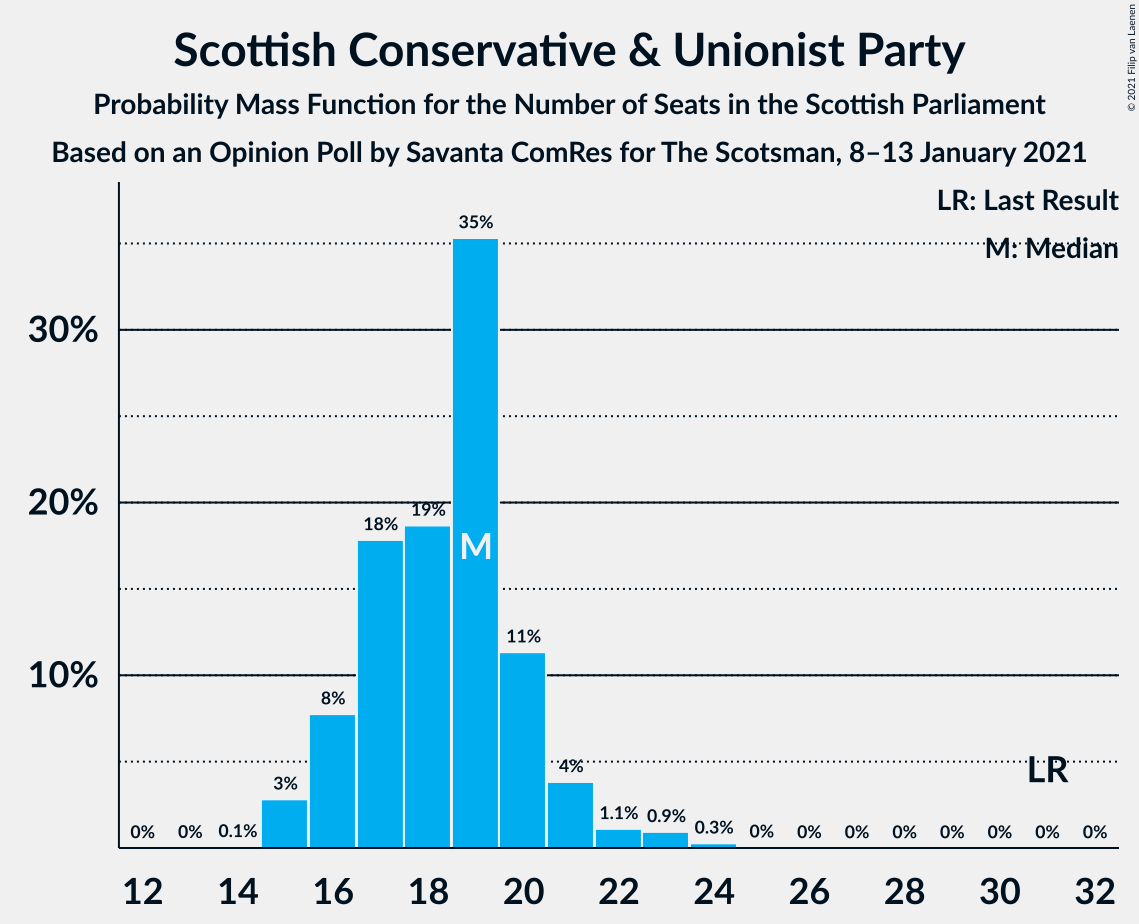 Scottish Conservative & Unionist Party
Probability Mass Function for the Number of Seats in the Scottish Parliament
Based on an Opinion Poll by Savanta ComRes for The Scotsman, 8–13 January 2021
© 2021 Filip van Laenen
LR: Last Result
M: Median
35%
30%
20%
19%
18%
M
11%
10%
8%
LR
4%
3%
1.1%
0.9%
0.3%
0% 0% 0.1% 0% 0% 0% 0% 0% 0% 0% 0%
12 14 16 18 20 22 24 26 28 30 32